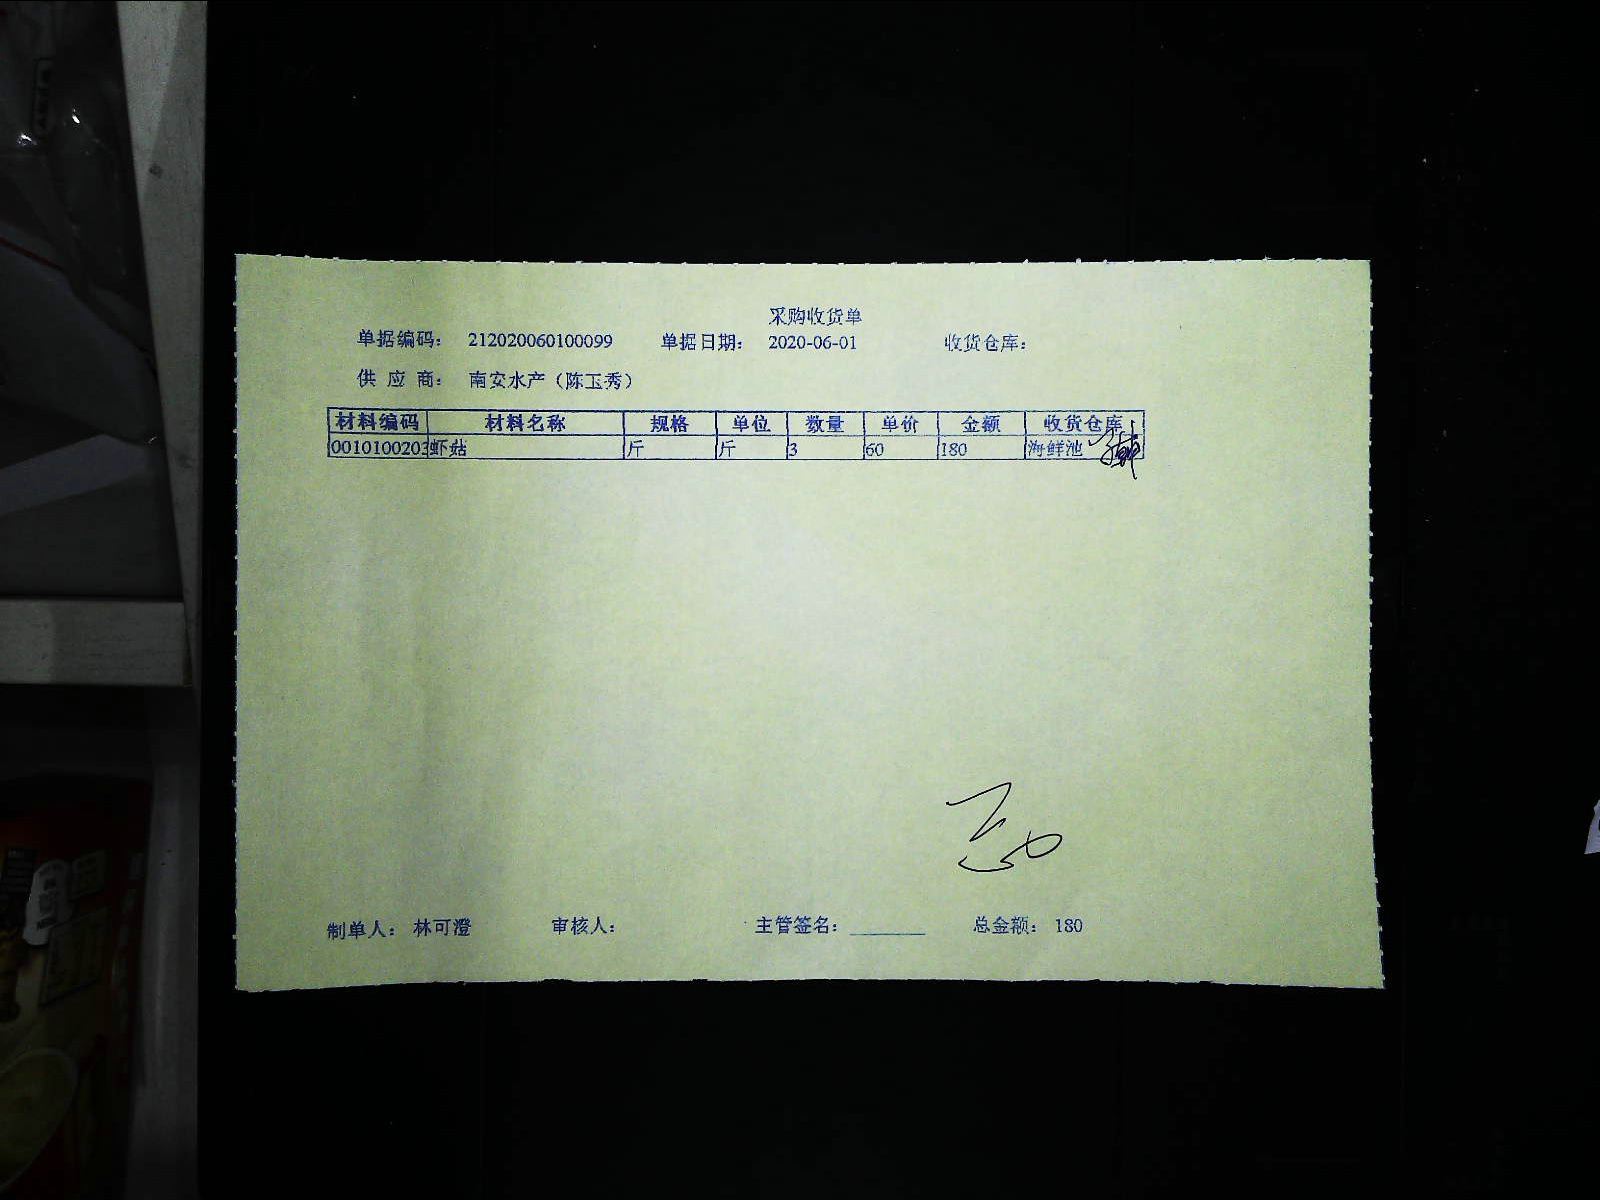 采购收货单
单据编码： 212020060100099 单据日期： 2020-06-01 收货仓库：
供 应 商： 南安水产（陈玉秀）
材料编码 材料名称 规格 单位 数量 单价 金额 收货仓库
0010100203 虾菇 斤 斤 3 60 180 海鲜池
制单人： 林可澄 审核人： 主管签名： 总金额： 180